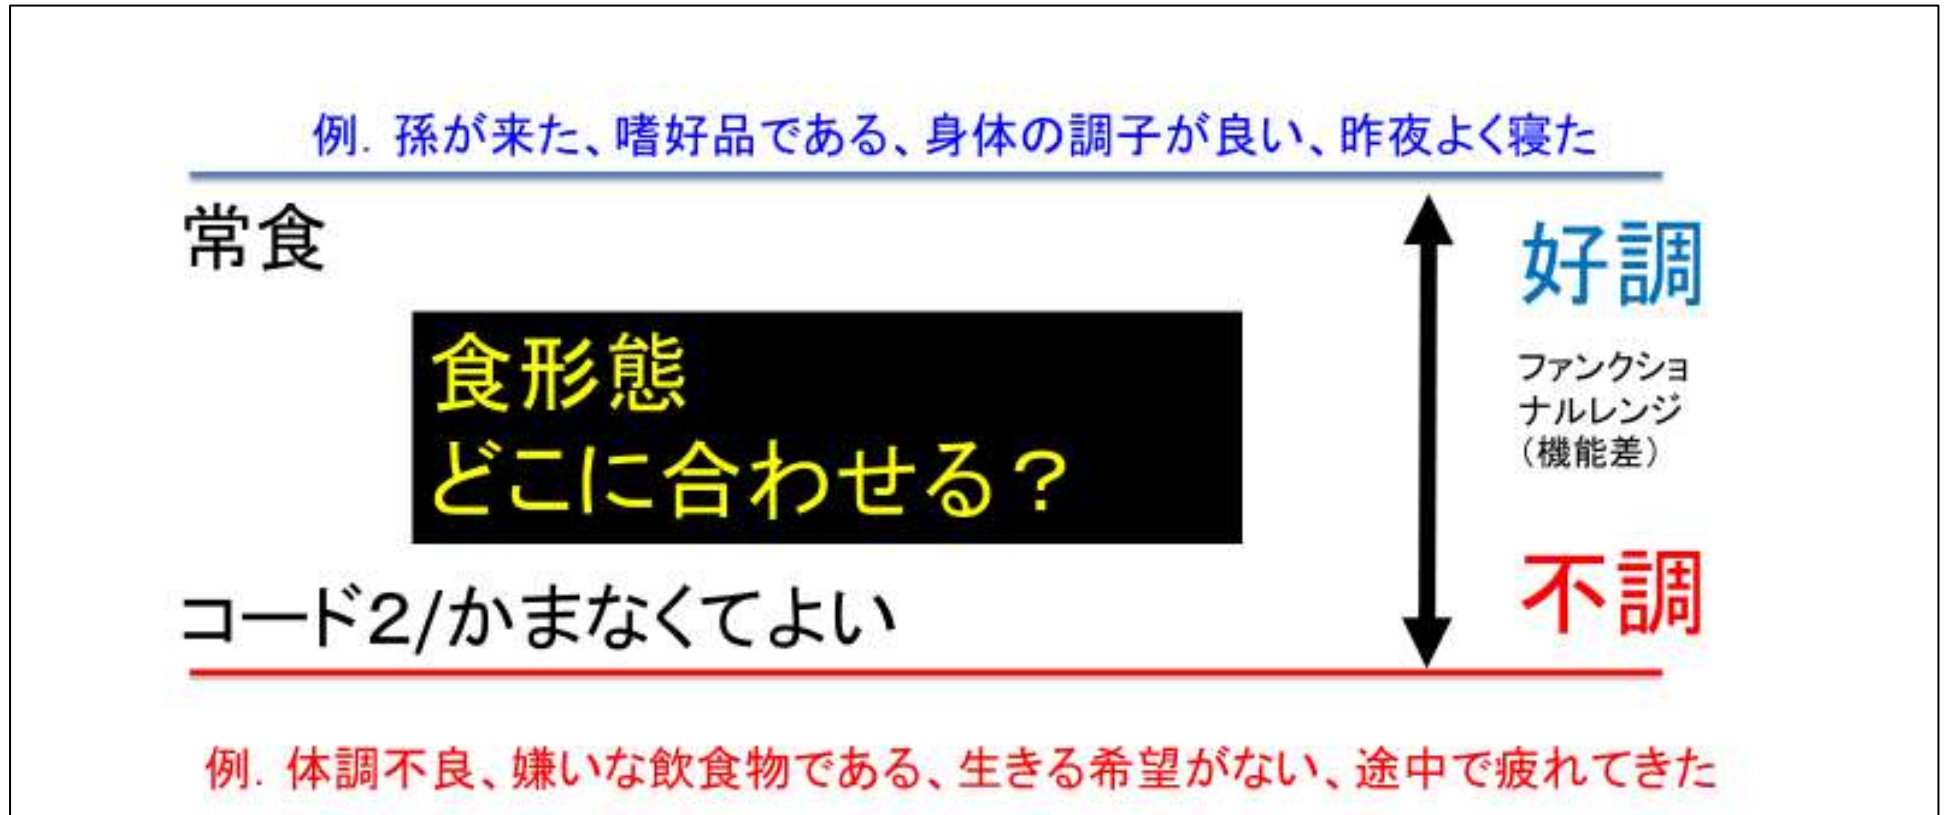 例. 孫が来た、嗜好品である、身体の調子が良い、昨夜よく寝た
常食
好調
食形態
どこに合わせる？
ファンクショ
ナルレンジ
（機能差）
コード２/かまなくてよい
不調
例. 体調不良、嫌いな飲食物である、生きる希望がない、途中で疲れてきた